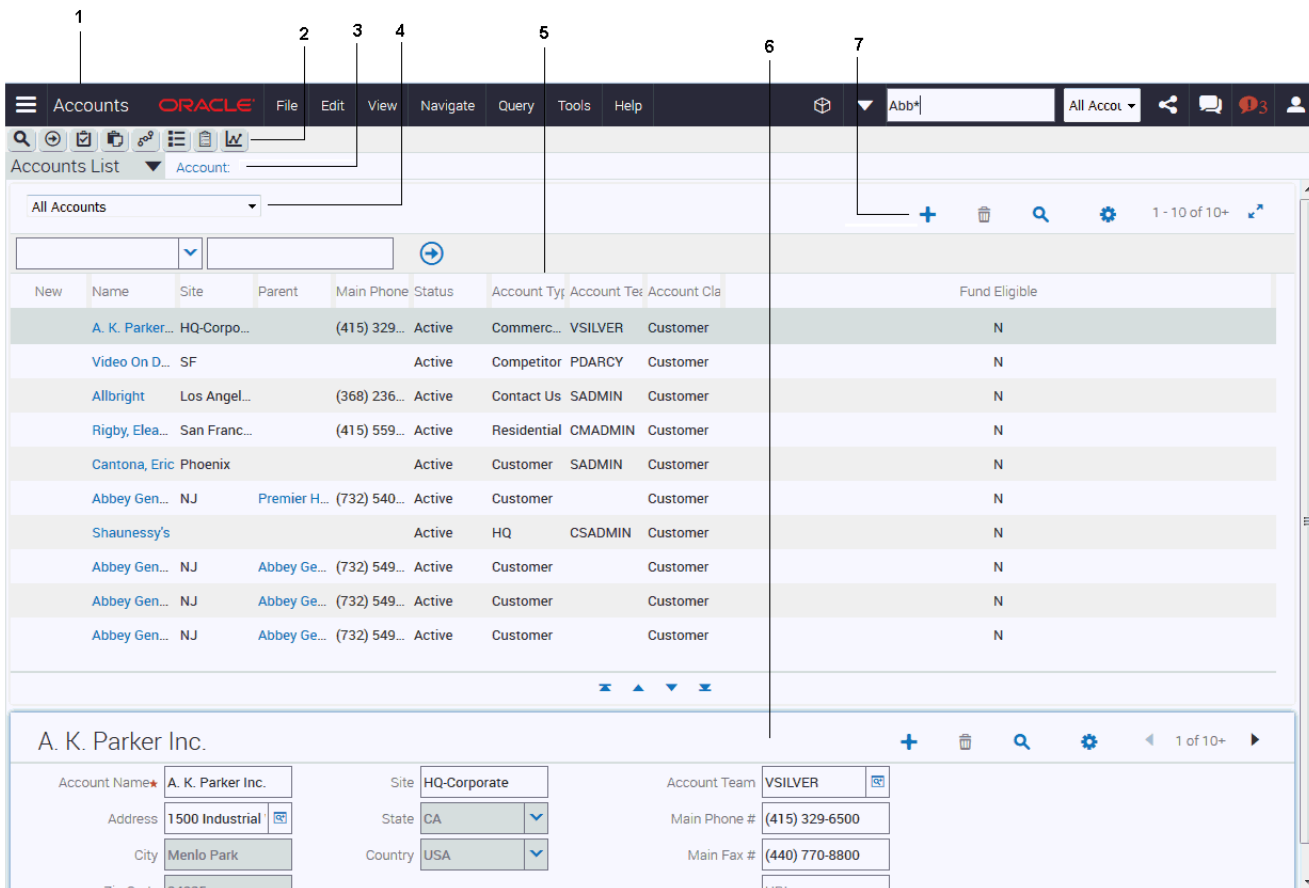 1
2
3
4
5
6
7
Accounts ORACLE File Edit View Navigate Query Tools Help Abb* All Accou 3
Accounts List Account:
All Accounts 1 - 10 of 10+
New Name Site Parent Main Phone Status Account Typ Account Tea Account Cla Fund Eligible
A. K. Parker... HQ-Corpo... (415) 329... Active Commerc... VSILVER Customer N
Video On D... SF Active Competitor PDARCY Customer N
Allbright Los Angel... (368) 236... Active Contact Us SADMIN Customer N
Rigby, Elea... San Franc... (415) 559... Active Residential CMADMIN Customer N
Cantona, Eric Phoenix Active Customer SADMIN Customer N
Abbey Gen... NJ Premier H... (732) 540... Active Customer Customer N
Shaunessy's Active HQ CSADMIN Customer N
Abbey Gen... NJ Abbey Ge... (732) 549... Active Customer Customer N
Abbey Gen... NJ Abbey Ge... (732) 549... Active Customer Customer N
Abbey Gen... NJ Abbey Ge... (732) 549... Active Customer Customer N
A. K. Parker Inc. 1 of 10+
Account Name★ A. K. Parker Inc. Site HQ-Corporate Account Team VSILVER
Address 1500 Industrial State CA Main Phone # (415) 329-6500
City Menlo Park Country USA Main Fax # (440) 770-8800